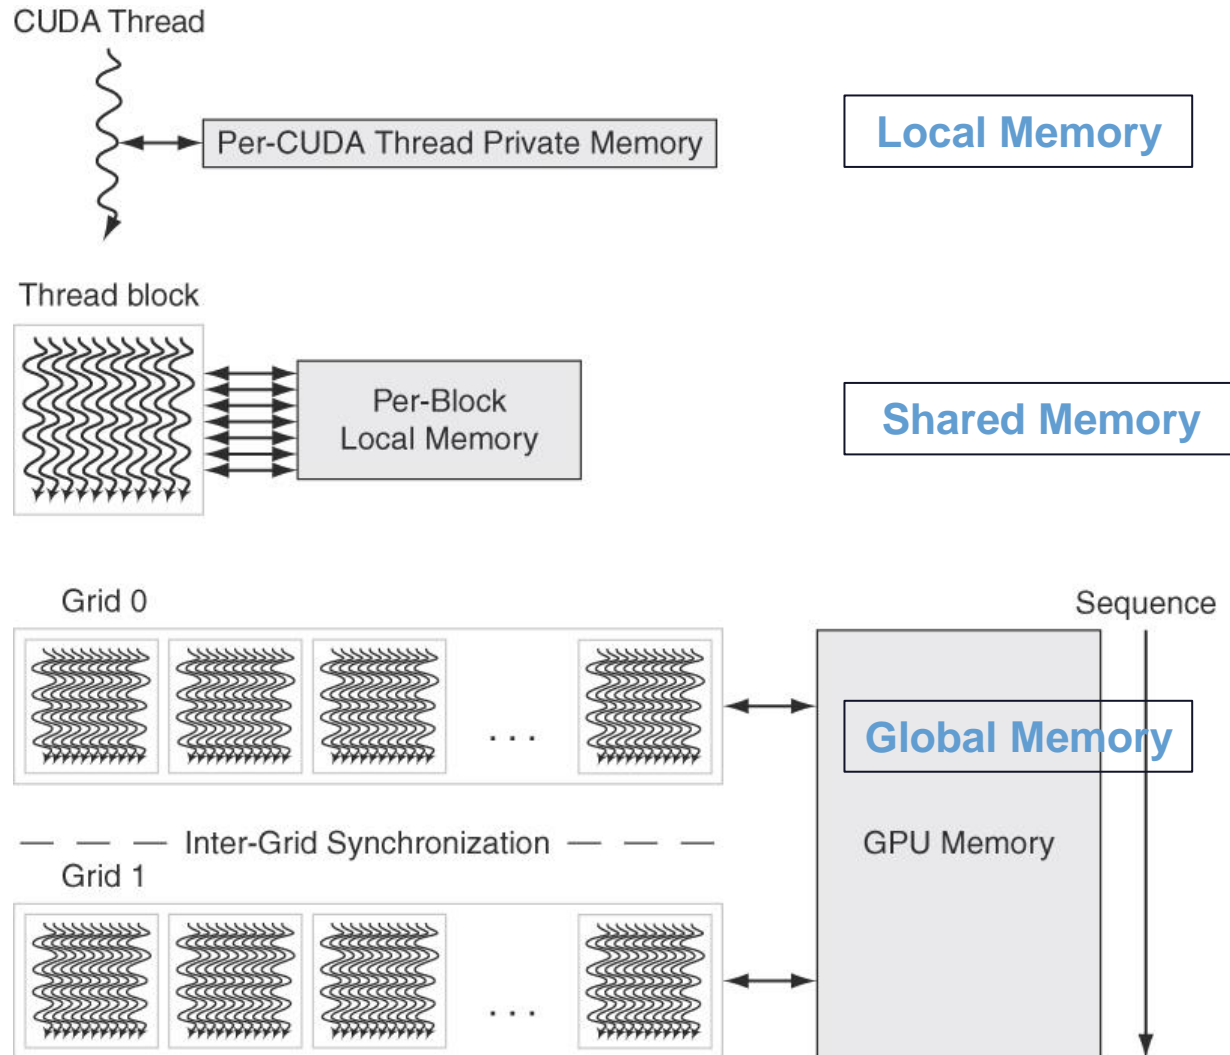 CUDA Thread
Per-CUDA Thread Private Memory
Local Memory
Thread block
Per-Block
Local Memory
Shared Memory
Grid 0
Sequence
. . .
Global Memory
Inter-Grid Synchronization
GPU Memory
Grid 1
. . .